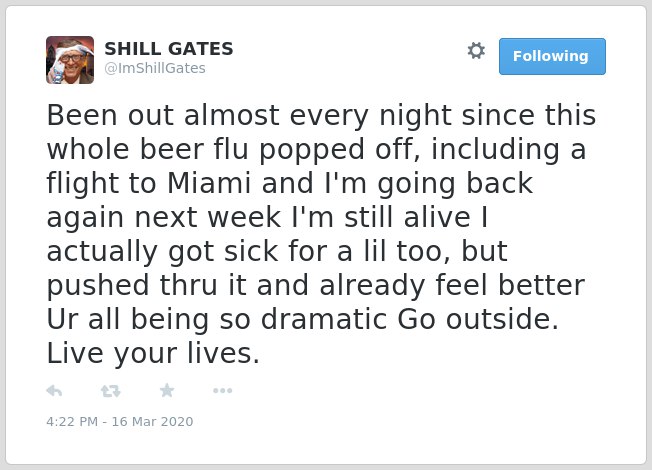 SHILL GATES
@ImShillGates
Following
Been out almost every night since this
whole beer flu popped off, including a
flight to Miami and I'm going back
again next week I'm still alive I
actually got sick for a lil too, but
pushed thru it and already feel better
Ur all being so dramatic Go outside.
Live your lives.
4:22 PM - 16 Mar 2020